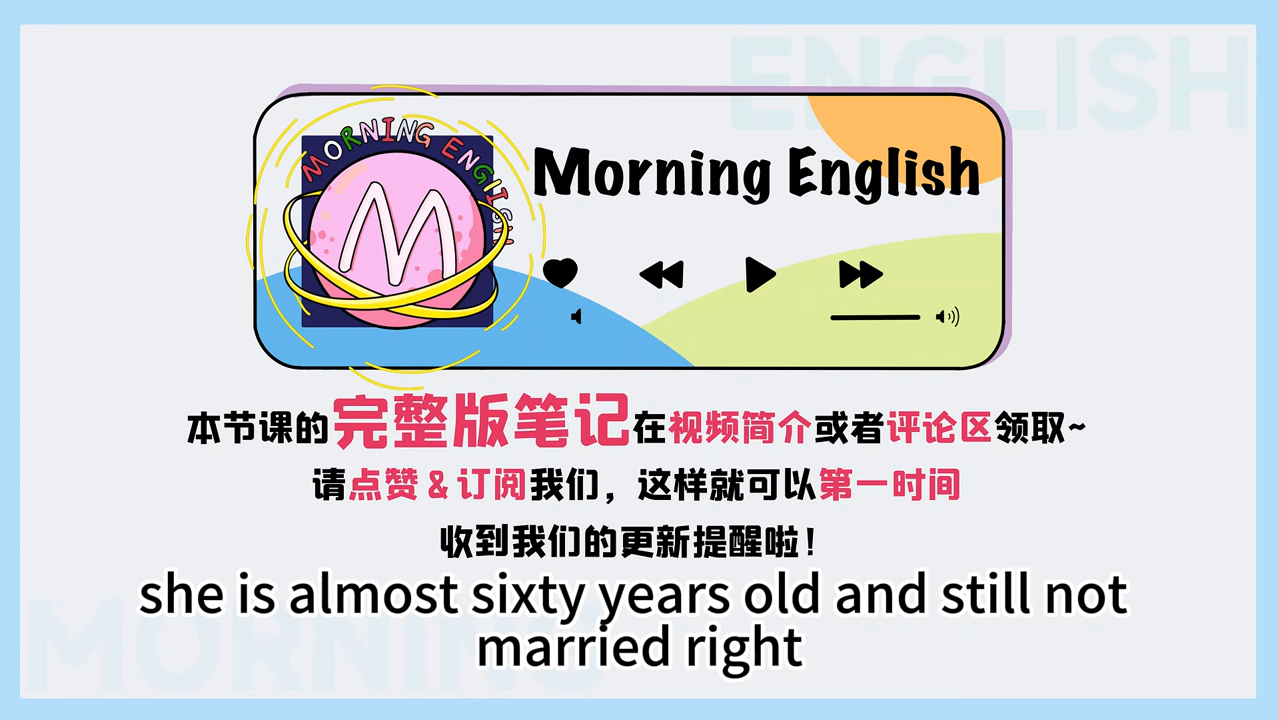 ENGLISH
MORNING ENGLISH
M
Morning English
本节课的完整版笔记在视频简介或者评论区领取~
请点赞&订阅我们，这样就可以第一时间
收到我们的更新提醒啦！
she is almost sixty years old and still not
married right
MORNING